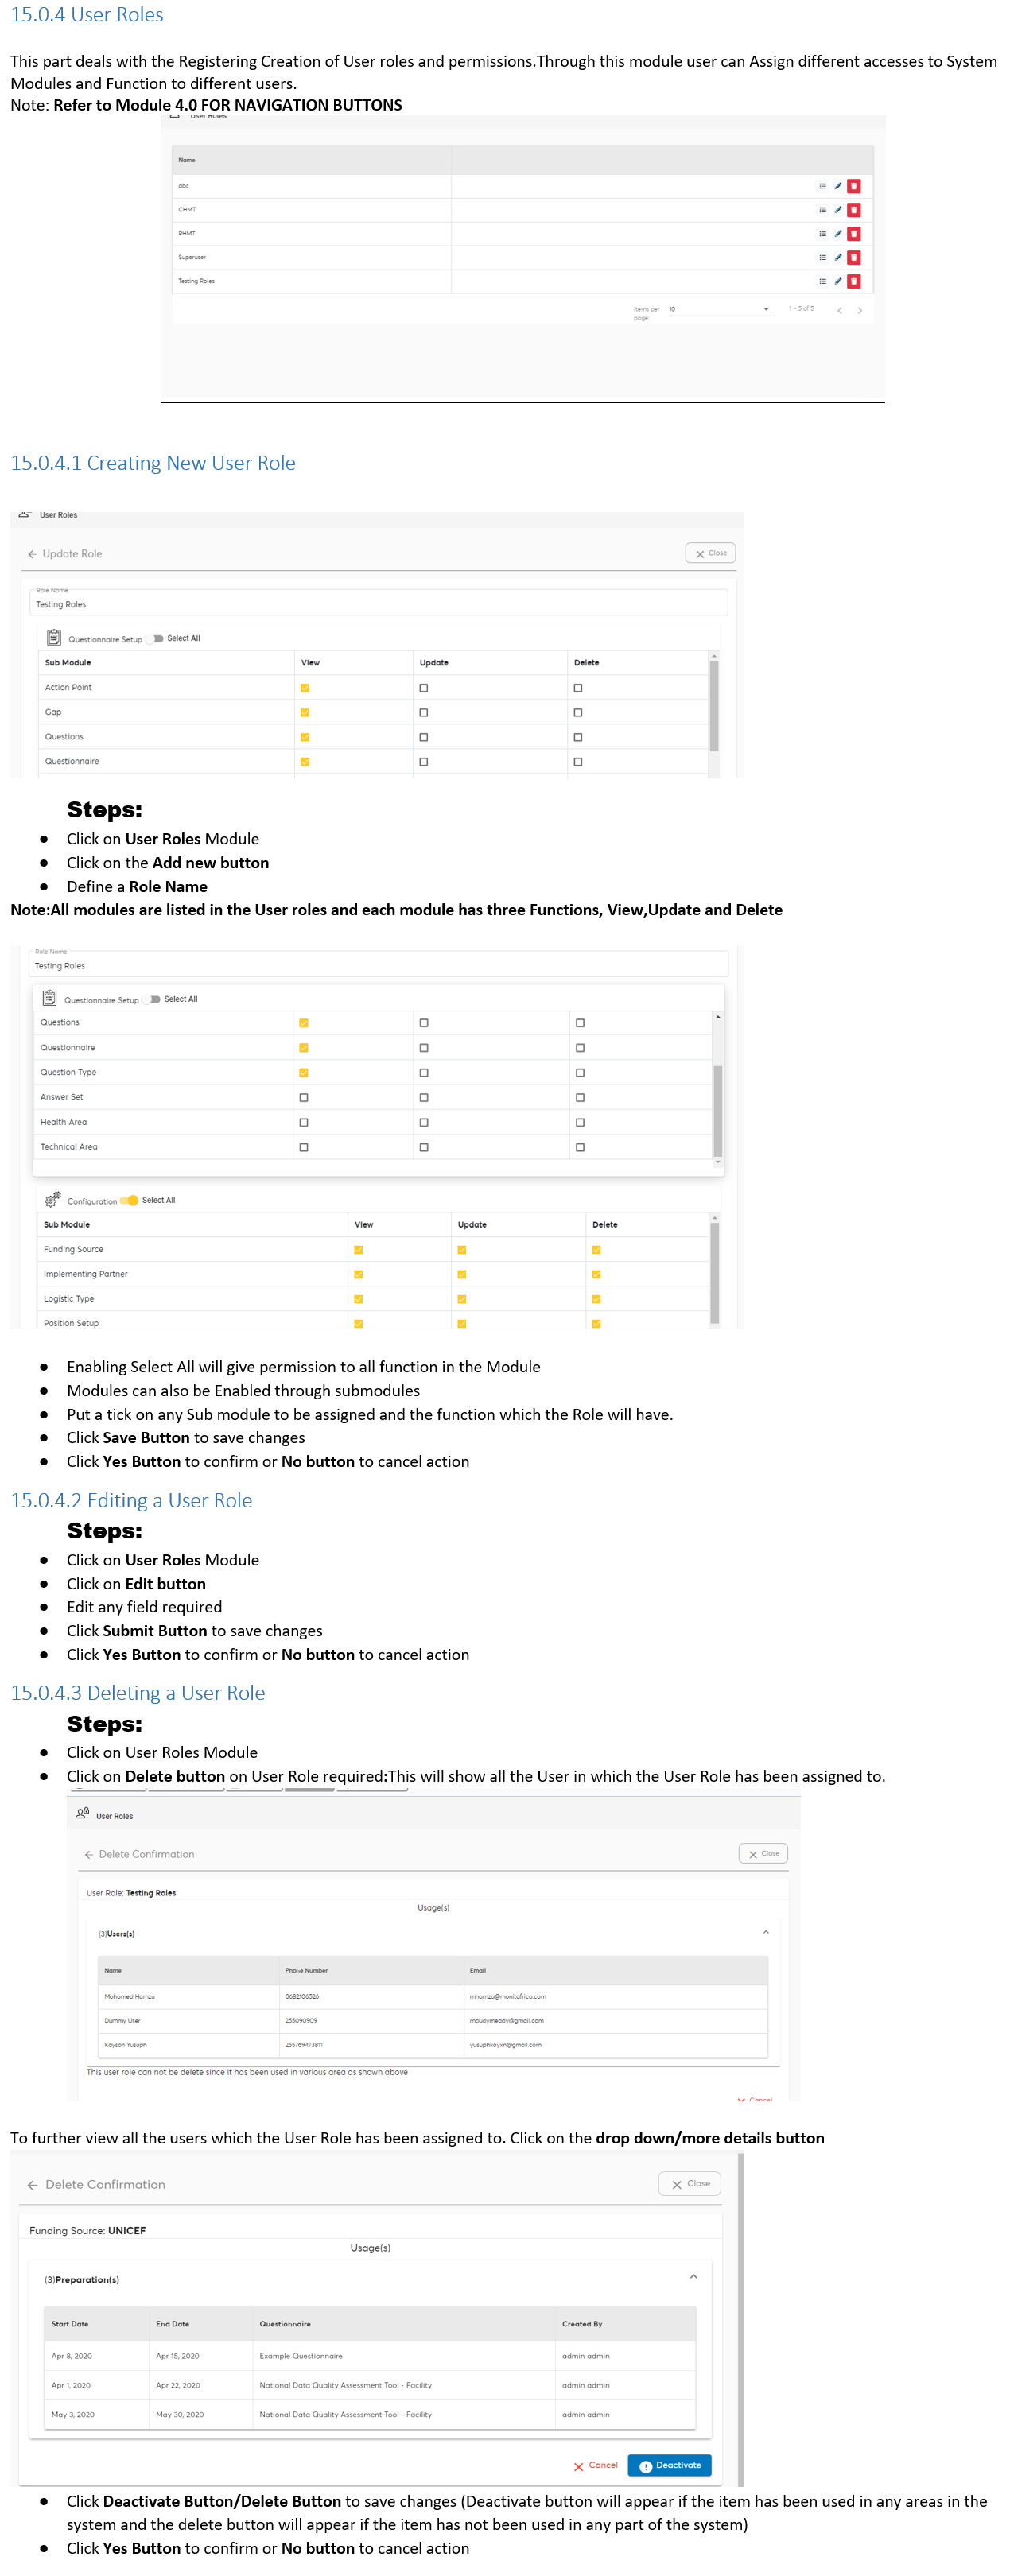 15.0.4 User Roles
This part deals with the Registering Creation of User roles and permissions.Through this module user can Assign different accesses to System
Modules and Function to different users.
Note: Refer to Module 4.0 FOR NAVIGATION BUTTONS
User Roles
Name
abc
CHMT
RHMT
Superuser
Testing Roles
Items per page: 10 1 – 5 of 5
15.0.4.1 Creating New User Role
User Roles
Update Role Close
Role Name
Testing Roles
Questionnaire Setup Select All
Sub Module View Update Delete
Action Point
Gap
Questions
Questionnaire
Steps:
● Click on User Roles Module
● Click on the Add new button
● Define a Role Name
Note:All modules are listed in the User roles and each module has three Functions, View,Update and Delete
Role Name
Testing Roles
Questionnaire Setup Select All
Questions
Questionnaire
Question Type
Answer Set
Health Area
Technical Area
Configuration Select All
Sub Module View Update Delete
Funding Source
Implementing Partner
Logistic Type
Position Setup
● Enabling Select All will give permission to all function in the Module
● Modules can also be Enabled through submodules
● Put a tick on any Sub module to be assigned and the function which the Role will have.
● Click Save Button to save changes
● Click Yes Button to confirm or No button to cancel action
15.0.4.2 Editing a User Role
Steps:
● Click on User Roles Module
● Click on Edit button
● Edit any field required
● Click Submit Button to save changes
● Click Yes Button to confirm or No button to cancel action
15.0.4.3 Deleting a User Role
Steps:
● Click on User Roles Module
● Click on Delete button on User Role required:This will show all the User in which the User Role has been assigned to.
User Roles
Delete Confirmation Close
User Role: Testing Roles
Usage(s)
(3)Users(s)
Name Phone Number Email
Mohamed Hamza 0682106526 mhamza@monitafrica.com
Dummy User 255090909 moudymeddy@gmail.com
Kayson Yusuph 255769473811 yusuphkayxn@gmail.com
This user role can not be delete since it has been used in various area as shown above
Cancel
To further view all the users which the User Role has been assigned to. Click on the drop down/more details button
Delete Confirmation Close
Funding Source: UNICEF
Usage(s)
(3)Preparation(s)
Start Date End Date Questionnaire Created By
Apr 8, 2020 Apr 15, 2020 Example Questionnaire admin admin
Apr 1, 2020 Apr 22, 2020 National Data Quality Assessment Tool - Facility admin admin
May 3, 2020 May 30, 2020 National Data Quality Assessment Tool - Facility admin admin
Cancel Deactivate
● Click Deactivate Button/Delete Button to save changes (Deactivate button will appear if the item has been used in any areas in the
system and the delete button will appear if the item has not been used in any part of the system)
● Click Yes Button to confirm or No button to cancel action